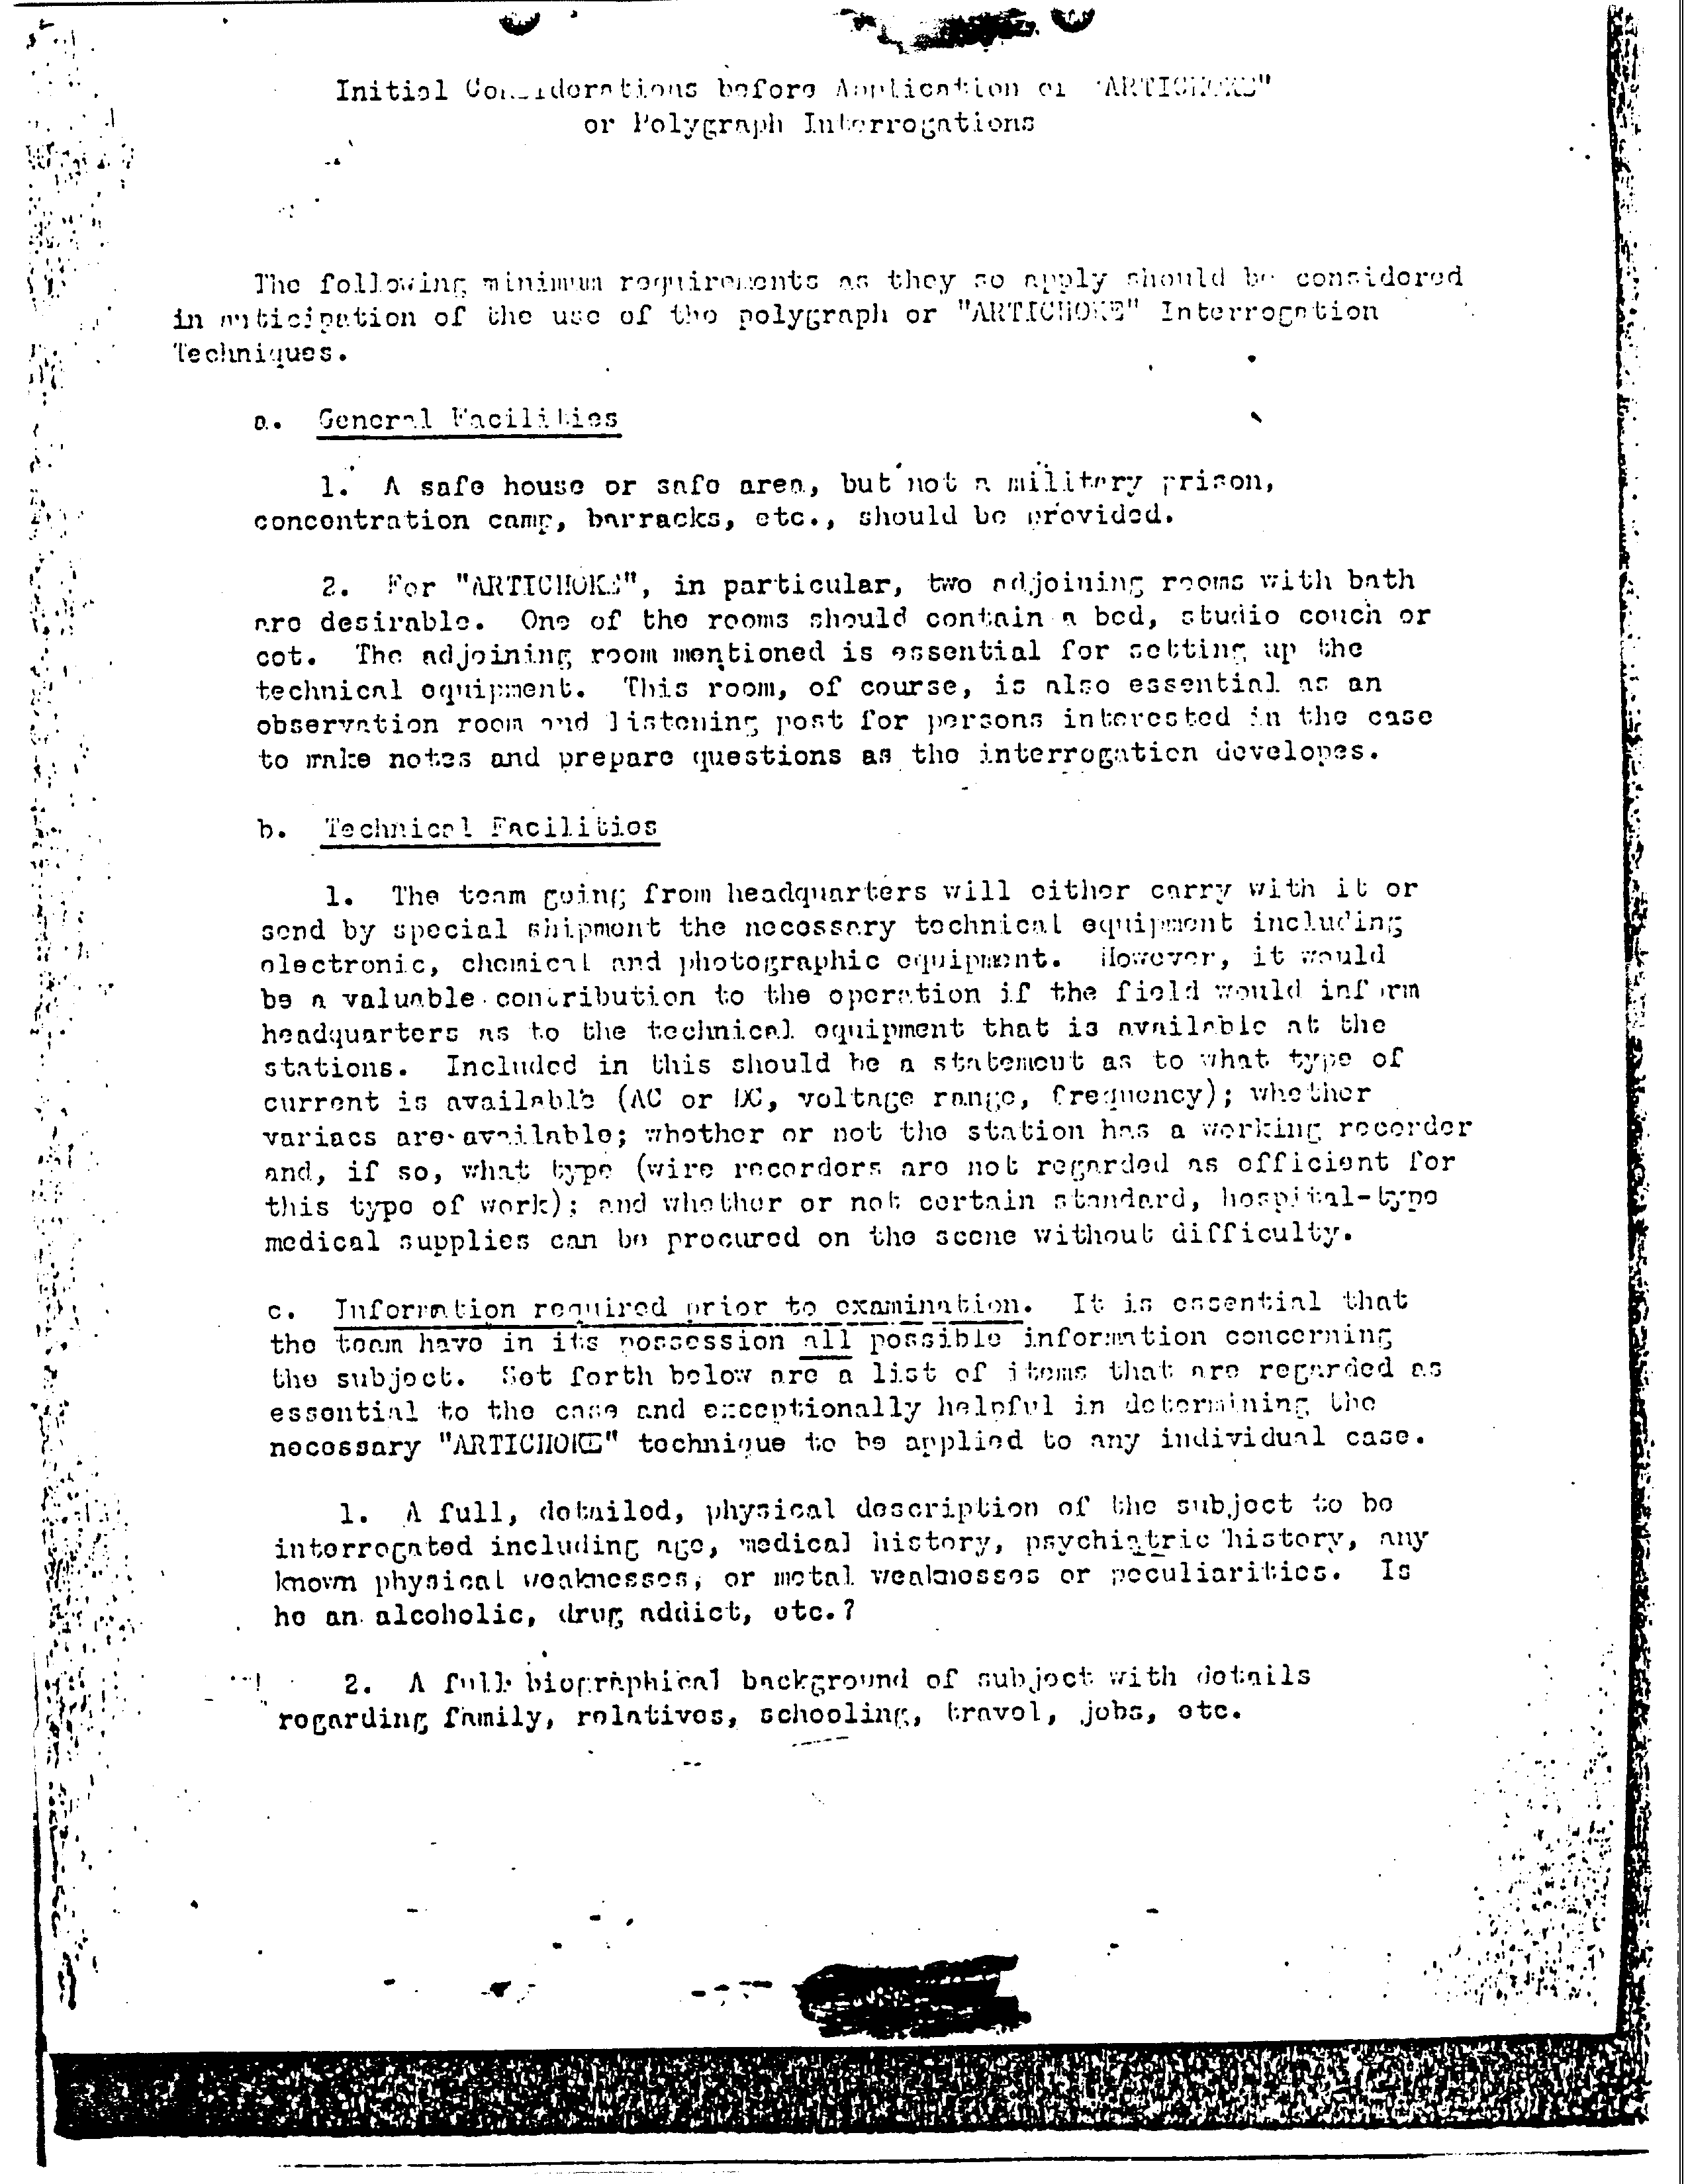 Initial Considerations before Application of "ARTICHOKE"
or Polygraph Interrogations
The following minimum requirements as they so apply should be considered
in anticipation of the use of the polygraph or "ARTICHOKE" Interrogation
Techniques.
a. General Facilities
1. A safe house or safe area, but not a military prison,
concentration camp, barracks, etc., should be provided.
2. For "ARTICHOKE", in particular, two adjoining rooms with bath
are desirable. One of the rooms should contain a bed, studio couch or
cot. The adjoining room mentioned is essential for setting up the
technical equipment. This room, of course, is also essential as an
observation room and listening post for persons interested in the case
to make notes and prepare questions as the interrogation developes.
b. Technical Facilities
1. The team going from headquarters will either carry with it or
send by special shipment the necessary technical equipment including
electronic, chemical and photographic equipment. However, it would
be a valuable contribution to the operation if the field would inform
headquarters as to the technical equipment that is available at the
stations. Included in this should be a statement as to what type of
current is available (AC or DC, voltage range, frequency); whether
variacs are available; whether or not the station has a working recorder
and, if so, what type (wire recorders are not regarded as efficient for
this type of work); and whether or not certain standard, hospital-type
medical supplies can be procured on the scene without difficulty.
c. Information required prior to examination. It is essential that
the team have in its possession all possible information concerning
the subject. Set forth below are a list of items that are regarded as
essential to the case and exceptionally helpful in determining the
necessary "ARTICHOKE" technique to be applied to any individual case.
1. A full, detailed, physical description of the subject to be
interrogated including age, medical history, psychiatric history, any
known physical weaknesses, or metal weaknesses or peculiarities. Is
he an alcoholic, drug addict, etc.?
2. A full biographical background of subject with details
regarding family, relatives, schooling, travel, jobs, etc.